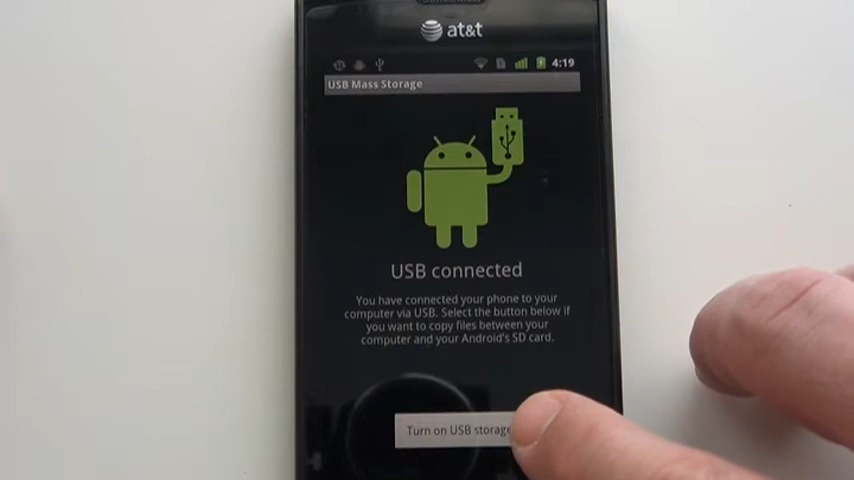 at&t
4:19
USB Mass Storage
USB connected
You have connected your phone to your
computer via USB. Select the button below if
you want to copy files between your
computer and your Android's SD card.
Turn on USB storage